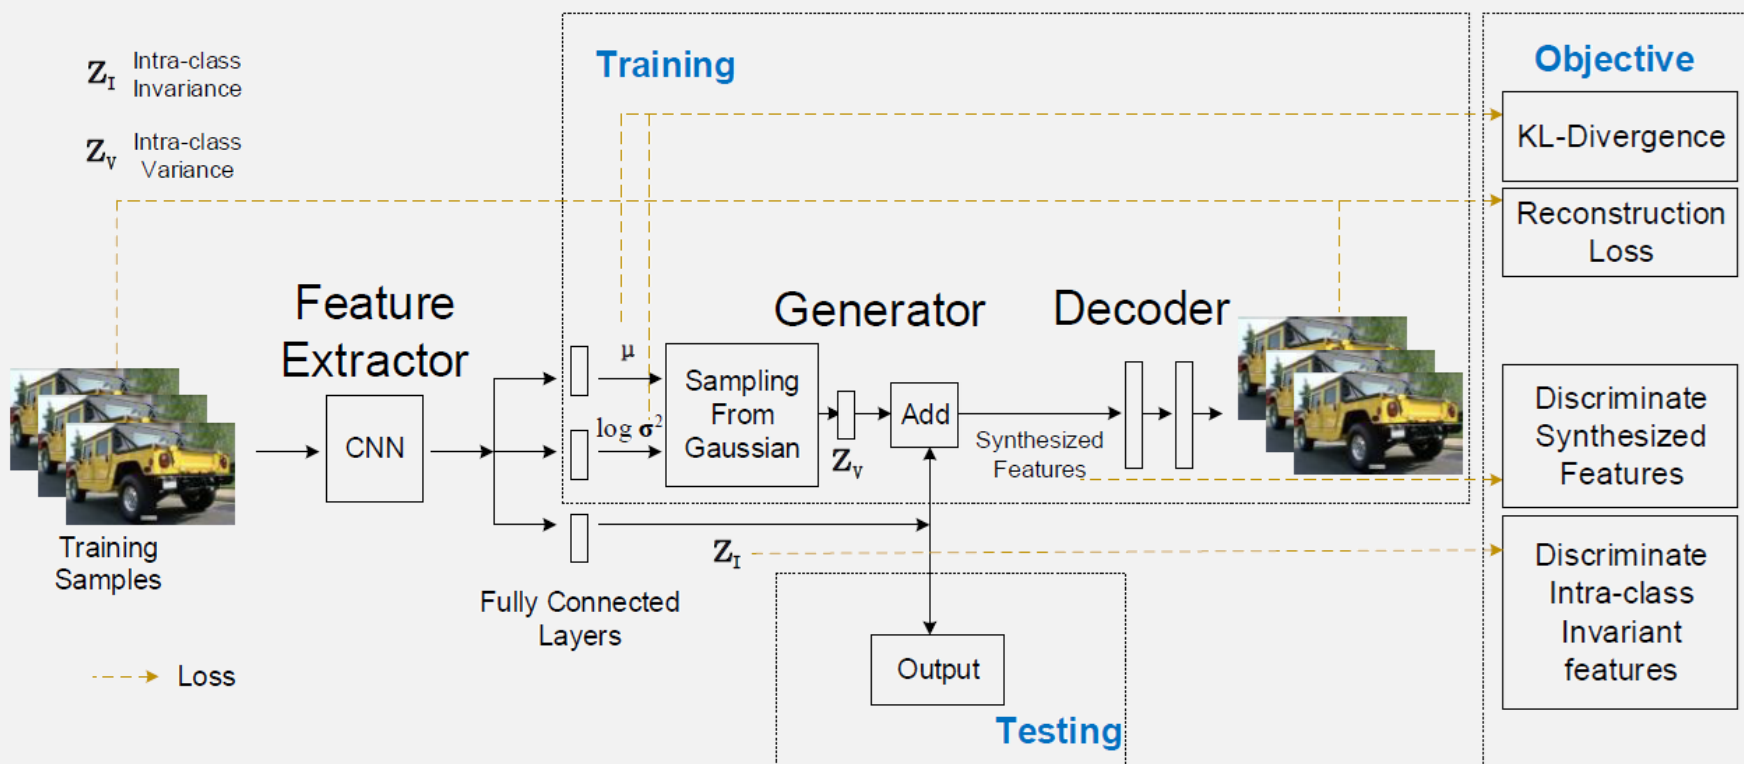 Z_I Intra-class
Invariance
Z_V Intra-class
Variance
Training
Objective
KL-Divergence
Reconstruction
Loss
Feature
Extractor
Generator
Decoder
μ
log σ²
CNN
Sampling
From
Gaussian
Z_V
Add
Synthesized
Features
Discriminate
Synthesized
Features
Training
Samples
Z_I
Fully Connected
Layers
Discriminate
Intra-class
Invariant
features
Output
Loss
Testing